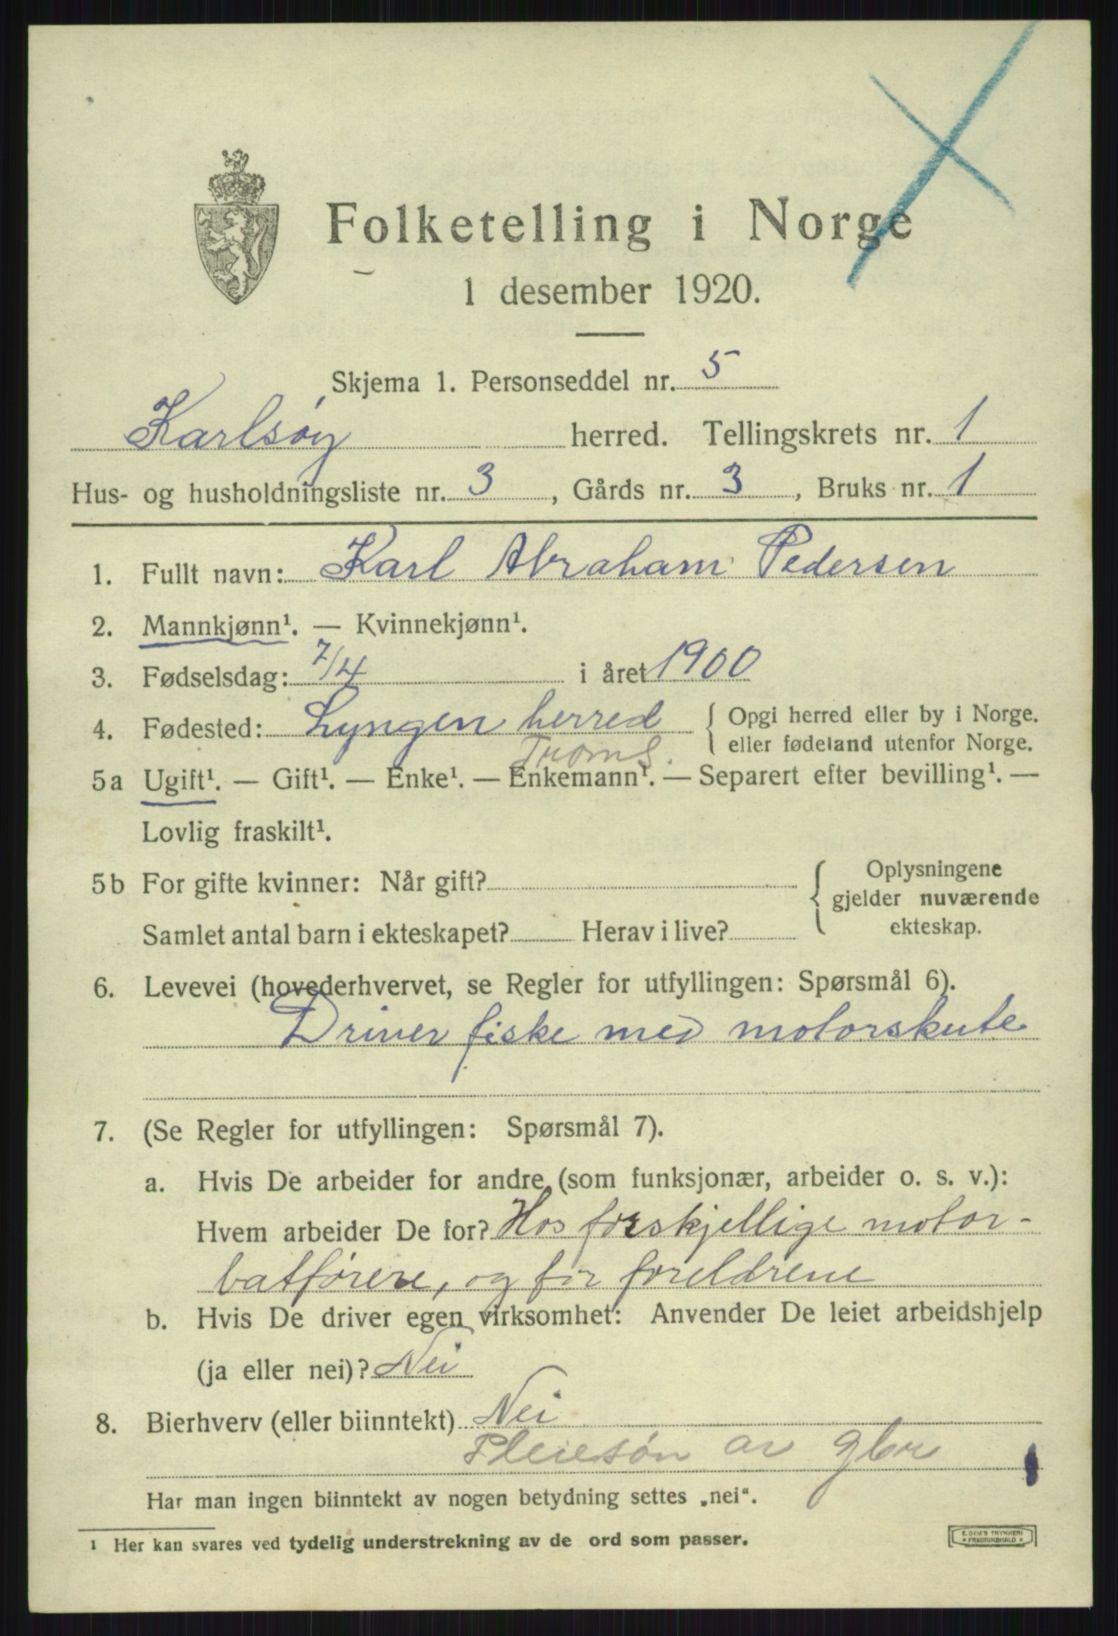 Folketelling i Norge
1 desember 1920.
Skjema 1. Personseddel nr. 5
Karlsøy herred. Tellingskrets nr. 1
Hus- og husholdningsliste nr. 3, Gårds nr. 3, Bruks nr. 1
1. Fullt navn: Karl Abraham Pedersen
2. Mannkjønn¹. — Kvinnekjønn¹.
3. Fødselsdag: 7/4 i året 1900
4. Fødested: Lyngen herred { Opgi herred eller by i Norge.
eller fødeland utenfor Norge.
Troms.
5a Ugift¹. — Gift¹. — Enke¹. — Enkemann¹. — Separert efter bevilling¹. —
Lovlig fraskilt¹.
5b For gifte kvinner: Når gift? { Oplysningene
gjelder nuværende
ekteskap.
Samlet antal barn i ekteskapet? Herav i live?
6. Levevei (hovederhvervet, se Regler for utfyllingen: Spørsmål 6).
Driver fiske med motorskute
7. (Se Regler for utfyllingen: Spørsmål 7).
a. Hvis De arbeider for andre (som funksjonær, arbeider o. s. v.):
Hvem arbeider De for? Hos forskjellige motor-
batførere, og for foreldrene
b. Hvis De driver egen virksomhet: Anvender De leiet arbeidshjelp
(ja eller nei)? Nei
8. Bierhverv (eller biinntekt) Nei
Pleiesøn av gbr
Har man ingen biinntekt av nogen betydning settes „nei“.
¹ Her kan svares ved tydelig understrekning av de ord som passer.